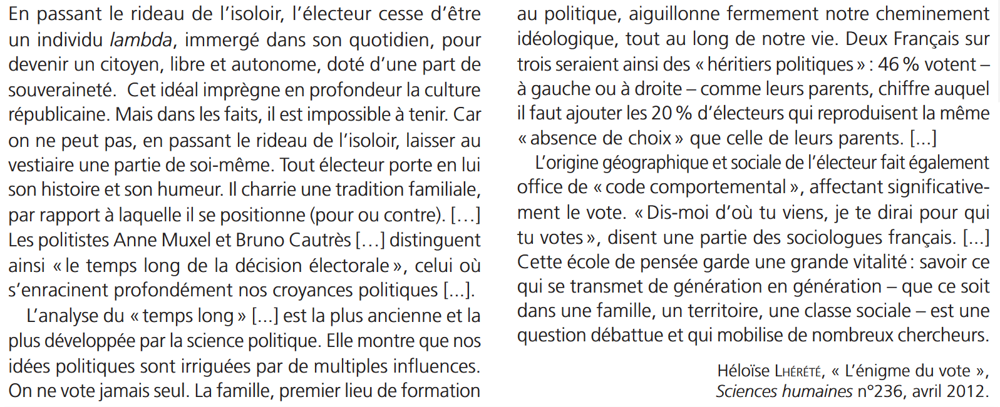 En passant le rideau de l’isoloir, l’électeur cesse d’être
un individu lambda, immergé dans son quotidien, pour
devenir un citoyen, libre et autonome, doté d’une part de
souveraineté.  Cet idéal imprègne en profondeur la culture
républicaine. Mais dans les faits, il est impossible à tenir. Car
on ne peut pas, en passant le rideau de l’isoloir, laisser au
vestiaire une partie de soi-même. Tout électeur porte en lui
son histoire et son humeur. Il charrie une tradition familiale,
par rapport à laquelle il se positionne (pour ou contre). […]
Les politistes Anne Muxel et Bruno Cautrès […] distinguent
ainsi « le temps long de la décision électorale », celui où
s’enracinent profondément nos croyances politiques [...].
L’analyse du « temps long » [...] est la plus ancienne et la
plus développée par la science politique. Elle montre que nos
idées politiques sont irriguées par de multiples influences.
On ne vote jamais seul. La famille, premier lieu de formation
au politique, aiguillonne fermement notre cheminement
idéologique, tout au long de notre vie. Deux Français sur
trois seraient ainsi des « héritiers politiques » : 46 % votent –
à gauche ou à droite – comme leurs parents, chiffre auquel
il faut ajouter les 20 % d’électeurs qui reproduisent la même
« absence de choix » que celle de leurs parents. [...]
L’origine géographique et sociale de l’électeur fait également
office de « code comportemental », affectant significative-
ment le vote. « Dis-moi d’où tu viens, je te dirai pour qui
tu votes », disent une partie des sociologues français. [...]
Cette école de pensée garde une grande vitalité : savoir ce
qui se transmet de génération en génération – que ce soit
dans une famille, un territoire, une classe sociale – est une
question débattue et qui mobilise de nombreux chercheurs.
Héloïse LHÉRÉTÉ, « L’énigme du vote »,
Sciences humaines n°236, avril 2012.